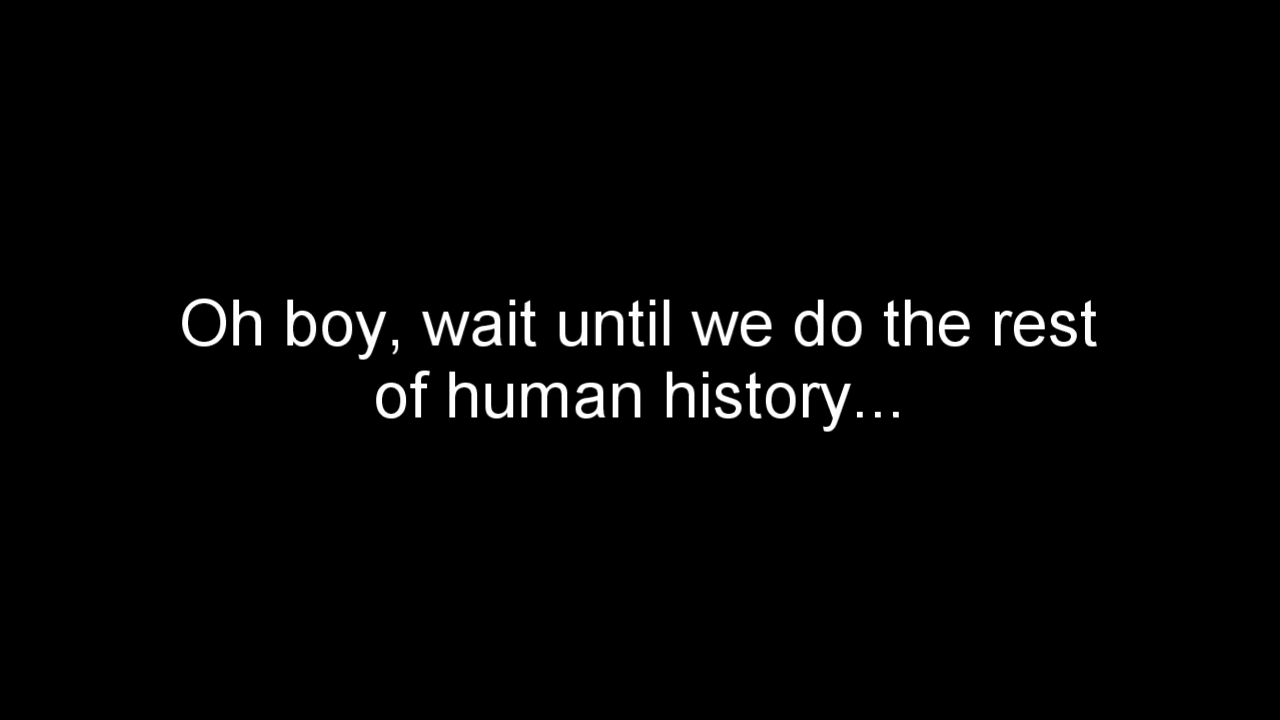 Oh boy, wait until we do the rest
of human history...